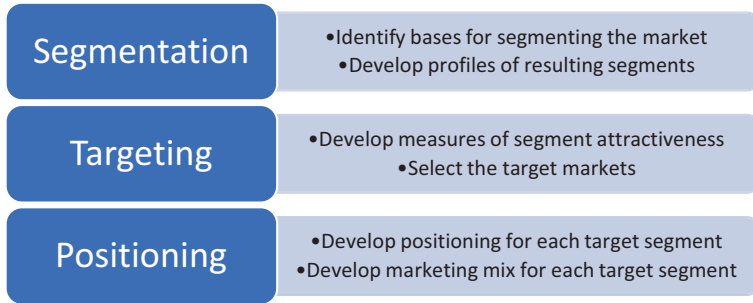 Segmentation
•Identify bases for segmenting the market
•Develop profiles of resulting segments
Targeting
•Develop measures of segment attractiveness
•Select the target markets
Positioning
•Develop positioning for each target segment
•Develop marketing mix for each target segment